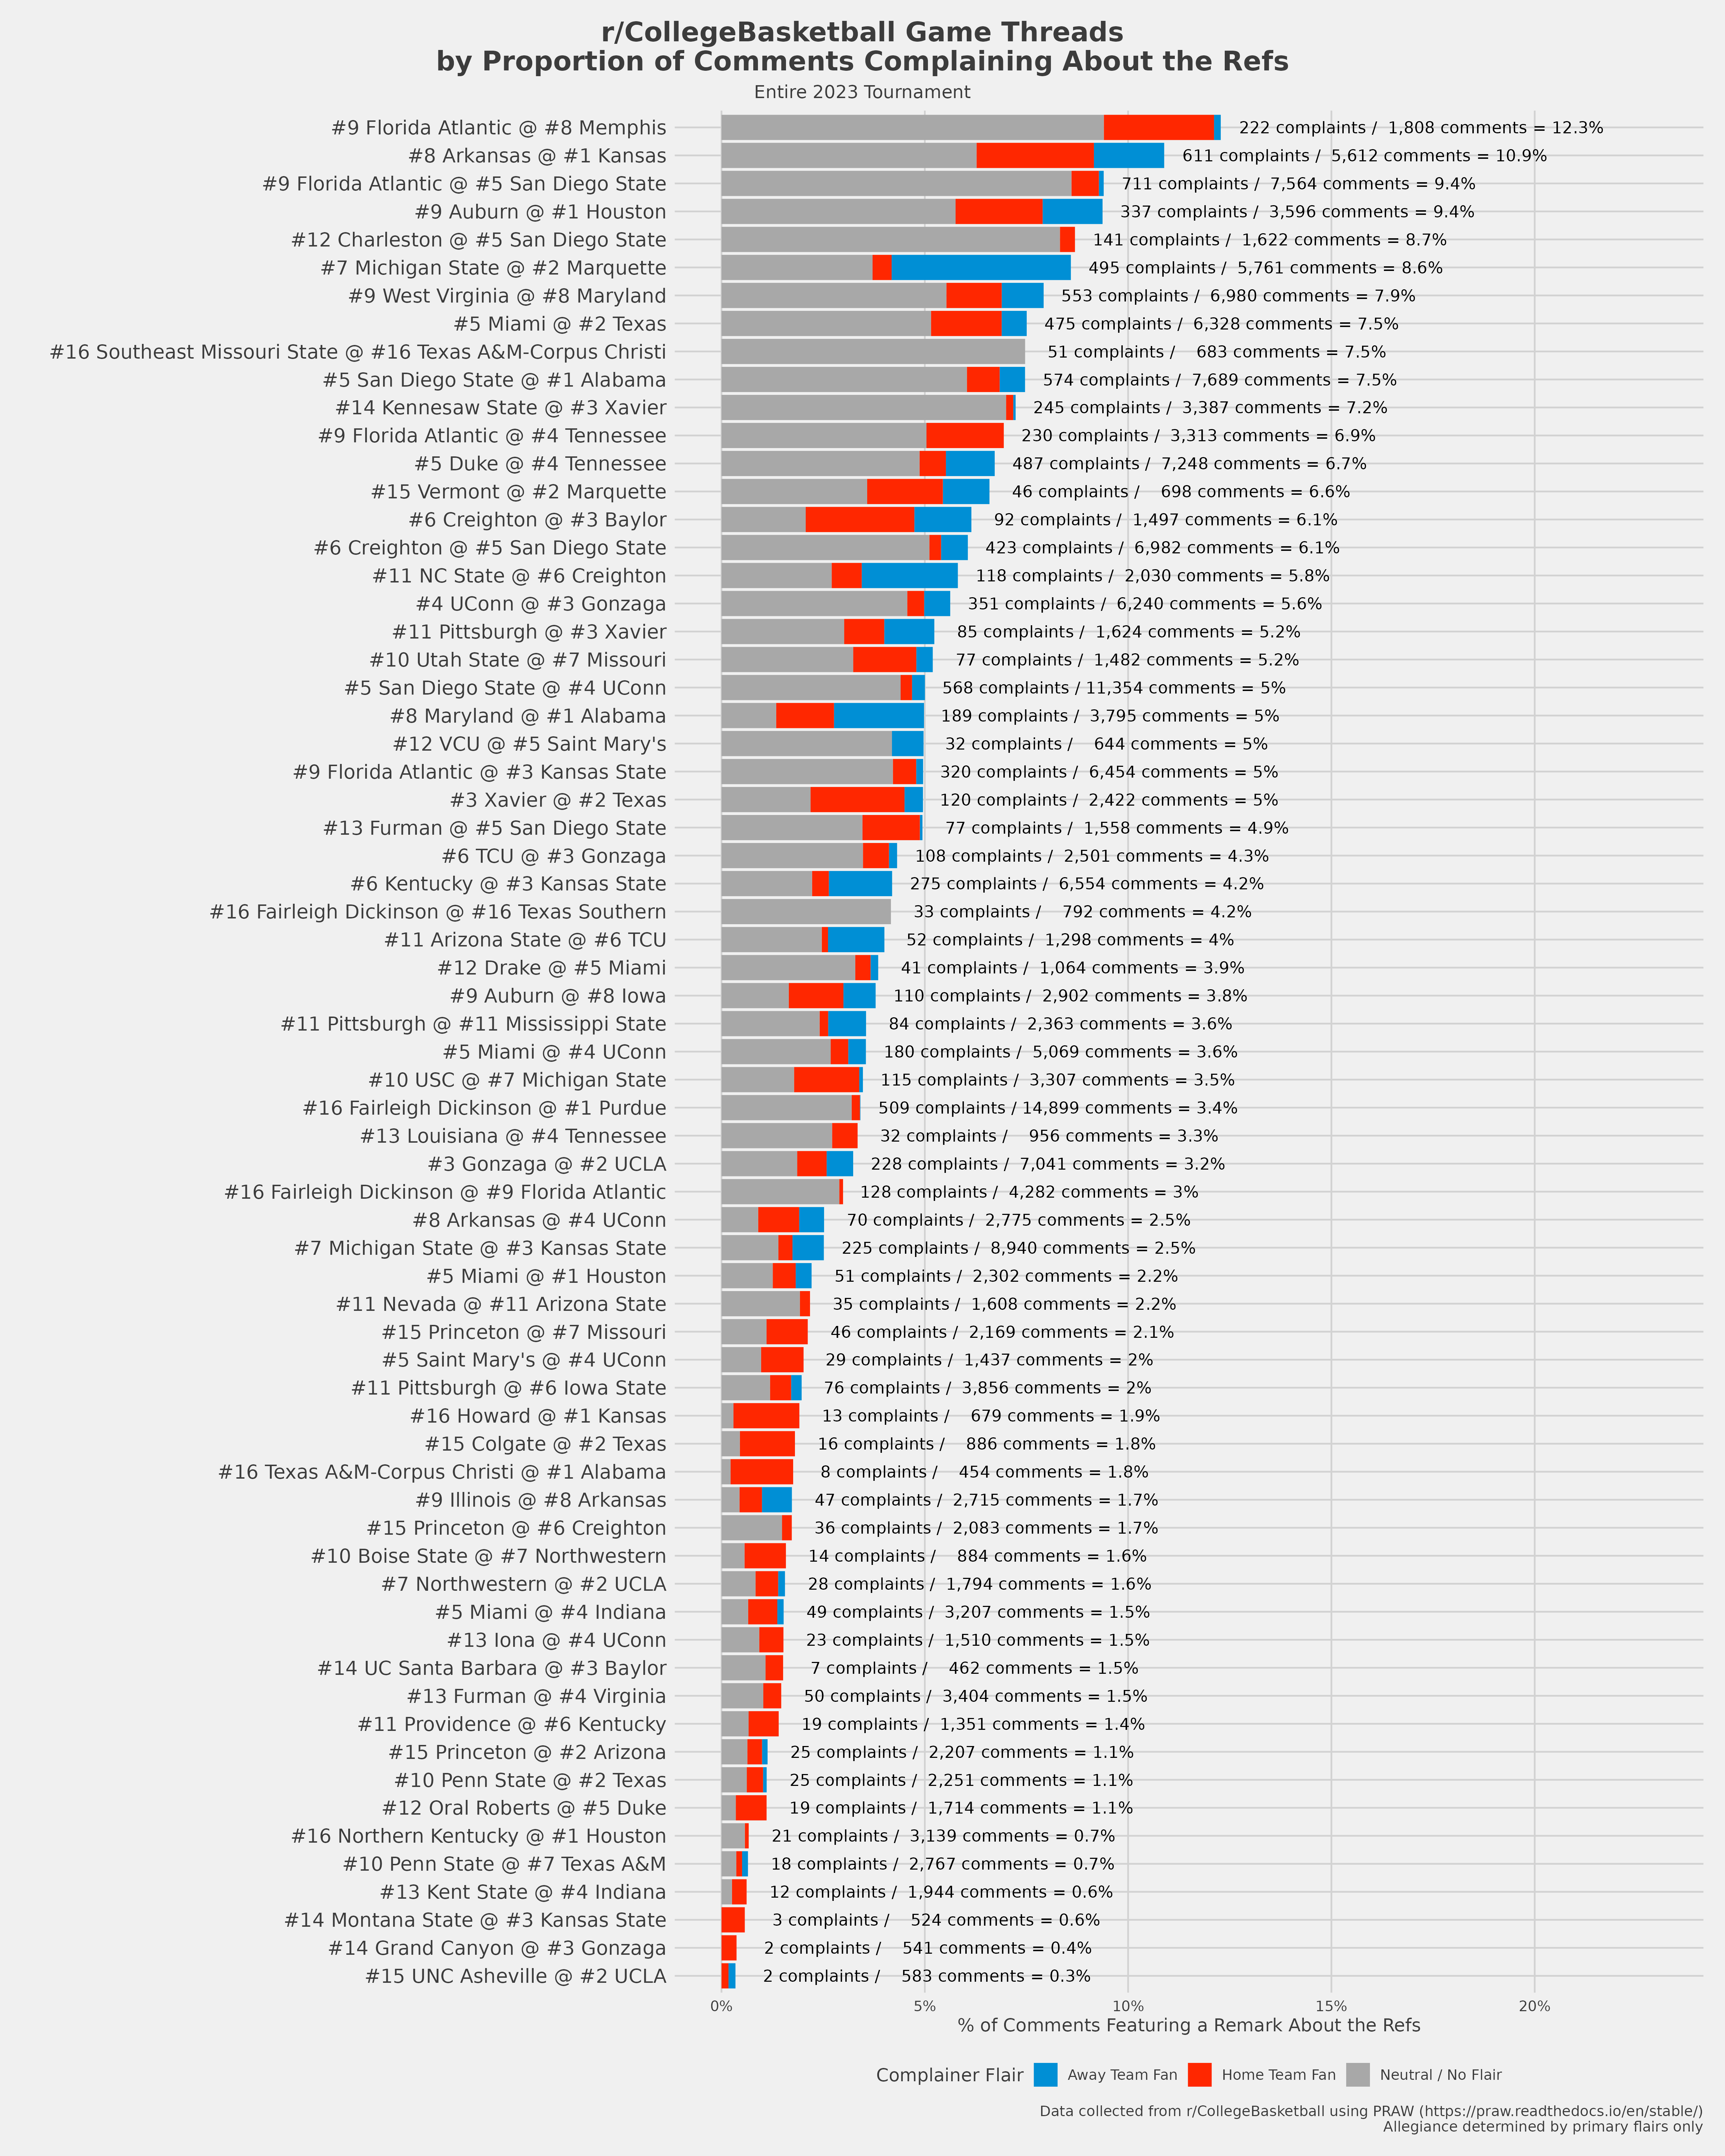 r/CollegeBasketball Game Threads
by Proportion of Comments Complaining About the Refs
Entire 2023 Tournament
#9 Florida Atlantic @ #8 Memphis 222 complaints / 1,808 comments = 12.3%
#8 Arkansas @ #1 Kansas 611 complaints / 5,612 comments = 10.9%
#9 Florida Atlantic @ #5 San Diego State 711 complaints / 7,564 comments = 9.4%
#9 Auburn @ #1 Houston 337 complaints / 3,596 comments = 9.4%
#12 Charleston @ #5 San Diego State 141 complaints / 1,622 comments = 8.7%
#7 Michigan State @ #2 Marquette 495 complaints / 5,761 comments = 8.6%
#9 West Virginia @ #8 Maryland 553 complaints / 6,980 comments = 7.9%
#5 Miami @ #2 Texas 475 complaints / 6,328 comments = 7.5%
#16 Southeast Missouri State @ #16 Texas A&M-Corpus Christi 51 complaints / 683 comments = 7.5%
#5 San Diego State @ #1 Alabama 574 complaints / 7,689 comments = 7.5%
#14 Kennesaw State @ #3 Xavier 245 complaints / 3,387 comments = 7.2%
#9 Florida Atlantic @ #4 Tennessee 230 complaints / 3,313 comments = 6.9%
#5 Duke @ #4 Tennessee 487 complaints / 7,248 comments = 6.7%
#15 Vermont @ #2 Marquette 46 complaints / 698 comments = 6.6%
#6 Creighton @ #3 Baylor 92 complaints / 1,497 comments = 6.1%
#6 Creighton @ #5 San Diego State 423 complaints / 6,982 comments = 6.1%
#11 NC State @ #6 Creighton 118 complaints / 2,030 comments = 5.8%
#4 UConn @ #3 Gonzaga 351 complaints / 6,240 comments = 5.6%
#11 Pittsburgh @ #3 Xavier 85 complaints / 1,624 comments = 5.2%
#10 Utah State @ #7 Missouri 77 complaints / 1,482 comments = 5.2%
#5 San Diego State @ #4 UConn 568 complaints / 11,354 comments = 5%
#8 Maryland @ #1 Alabama 189 complaints / 3,795 comments = 5%
#12 VCU @ #5 Saint Mary's 32 complaints / 644 comments = 5%
#9 Florida Atlantic @ #3 Kansas State 320 complaints / 6,454 comments = 5%
#3 Xavier @ #2 Texas 120 complaints / 2,422 comments = 5%
#13 Furman @ #5 San Diego State 77 complaints / 1,558 comments = 4.9%
#6 TCU @ #3 Gonzaga 108 complaints / 2,501 comments = 4.3%
#6 Kentucky @ #3 Kansas State 275 complaints / 6,554 comments = 4.2%
#16 Fairleigh Dickinson @ #16 Texas Southern 33 complaints / 792 comments = 4.2%
#11 Arizona State @ #6 TCU 52 complaints / 1,298 comments = 4%
#12 Drake @ #5 Miami 41 complaints / 1,064 comments = 3.9%
#9 Auburn @ #8 Iowa 110 complaints / 2,902 comments = 3.8%
#11 Pittsburgh @ #11 Mississippi State 84 complaints / 2,363 comments = 3.6%
#5 Miami @ #4 UConn 180 complaints / 5,069 comments = 3.6%
#10 USC @ #7 Michigan State 115 complaints / 3,307 comments = 3.5%
#16 Fairleigh Dickinson @ #1 Purdue 509 complaints / 14,899 comments = 3.4%
#13 Louisiana @ #4 Tennessee 32 complaints / 956 comments = 3.3%
#3 Gonzaga @ #2 UCLA 228 complaints / 7,041 comments = 3.2%
#16 Fairleigh Dickinson @ #9 Florida Atlantic 128 complaints / 4,282 comments = 3%
#8 Arkansas @ #4 UConn 70 complaints / 2,775 comments = 2.5%
#7 Michigan State @ #3 Kansas State 225 complaints / 8,940 comments = 2.5%
#5 Miami @ #1 Houston 51 complaints / 2,302 comments = 2.2%
#11 Nevada @ #11 Arizona State 35 complaints / 1,608 comments = 2.2%
#15 Princeton @ #7 Missouri 46 complaints / 2,169 comments = 2.1%
#5 Saint Mary's @ #4 UConn 29 complaints / 1,437 comments = 2%
#11 Pittsburgh @ #6 Iowa State 76 complaints / 3,856 comments = 2%
#16 Howard @ #1 Kansas 13 complaints / 679 comments = 1.9%
#15 Colgate @ #2 Texas 16 complaints / 886 comments = 1.8%
#16 Texas A&M-Corpus Christi @ #1 Alabama 8 complaints / 454 comments = 1.8%
#9 Illinois @ #8 Arkansas 47 complaints / 2,715 comments = 1.7%
#15 Princeton @ #6 Creighton 36 complaints / 2,083 comments = 1.7%
#10 Boise State @ #7 Northwestern 14 complaints / 884 comments = 1.6%
#7 Northwestern @ #2 UCLA 28 complaints / 1,794 comments = 1.6%
#5 Miami @ #4 Indiana 49 complaints / 3,207 comments = 1.5%
#13 Iona @ #4 UConn 23 complaints / 1,510 comments = 1.5%
#14 UC Santa Barbara @ #3 Baylor 7 complaints / 462 comments = 1.5%
#13 Furman @ #4 Virginia 50 complaints / 3,404 comments = 1.5%
#11 Providence @ #6 Kentucky 19 complaints / 1,351 comments = 1.4%
#15 Princeton @ #2 Arizona 25 complaints / 2,207 comments = 1.1%
#10 Penn State @ #2 Texas 25 complaints / 2,251 comments = 1.1%
#12 Oral Roberts @ #5 Duke 19 complaints / 1,714 comments = 1.1%
#16 Northern Kentucky @ #1 Houston 21 complaints / 3,139 comments = 0.7%
#10 Penn State @ #7 Texas A&M 18 complaints / 2,767 comments = 0.7%
#13 Kent State @ #4 Indiana 12 complaints / 1,944 comments = 0.6%
#14 Montana State @ #3 Kansas State 3 complaints / 524 comments = 0.6%
#14 Grand Canyon @ #3 Gonzaga 2 complaints / 541 comments = 0.4%
#15 UNC Asheville @ #2 UCLA 2 complaints / 583 comments = 0.3%
0% 5% 10% 15% 20%
% of Comments Featuring a Remark About the Refs
Complainer Flair Away Team Fan Home Team Fan Neutral / No Flair
Data collected from r/CollegeBasketball using PRAW (https://praw.readthedocs.io/en/stable/)
Allegiance determined by primary flairs only